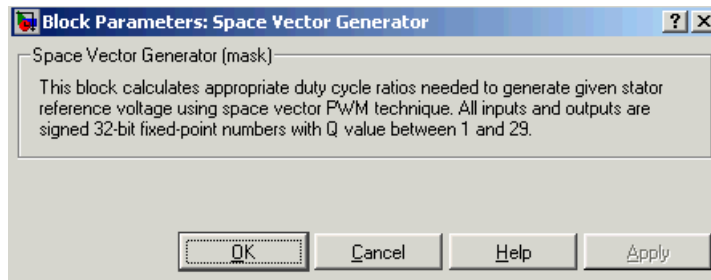 Block Parameters: Space Vector Generator
Space Vector Generator (mask)
This block calculates appropriate duty cycle ratios needed to generate given stator
reference voltage using space vector PWM technique. All inputs and outputs are
signed 32-bit fixed-point numbers with Q value between 1 and 29.
OK Cancel Help Apply